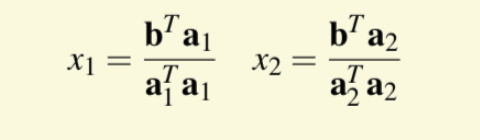 x₁ = bᵀa₁ / a₁ᵀa₁    x₂ = bᵀa₂ / a₂ᵀa₂